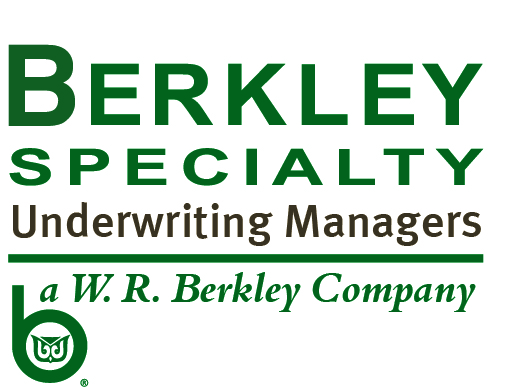 BERKLEY
SPECIALTY
Underwriting Managers
a W. R. Berkley Company
b ®